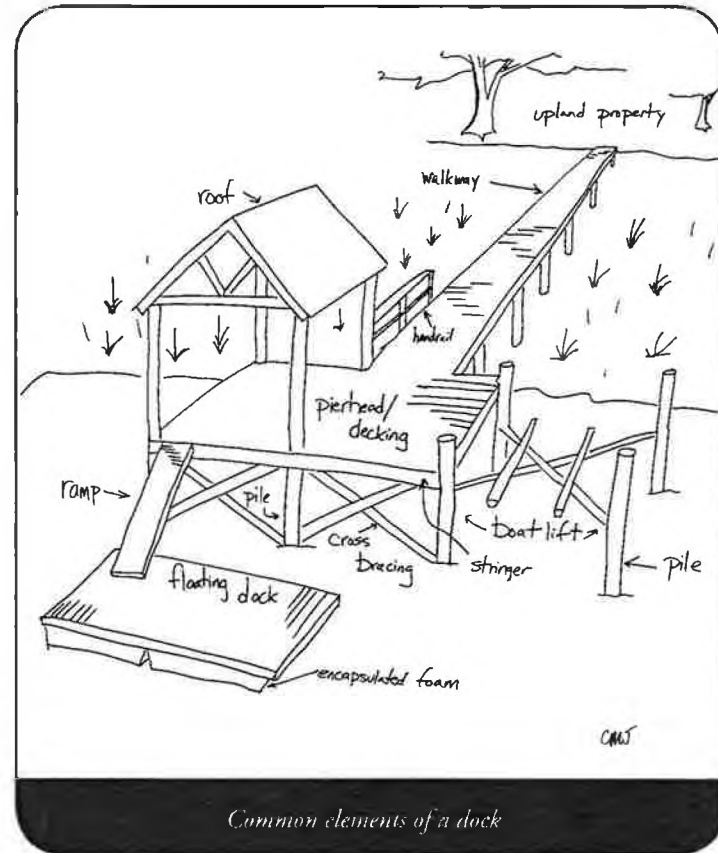 upland property
walkway
roof
handrail
pierhead/
decking
ramp
pile
cross
bracing
boat lift
stringer
pile
floating dock
encapsulated foam
CMJ
Common elements of a dock